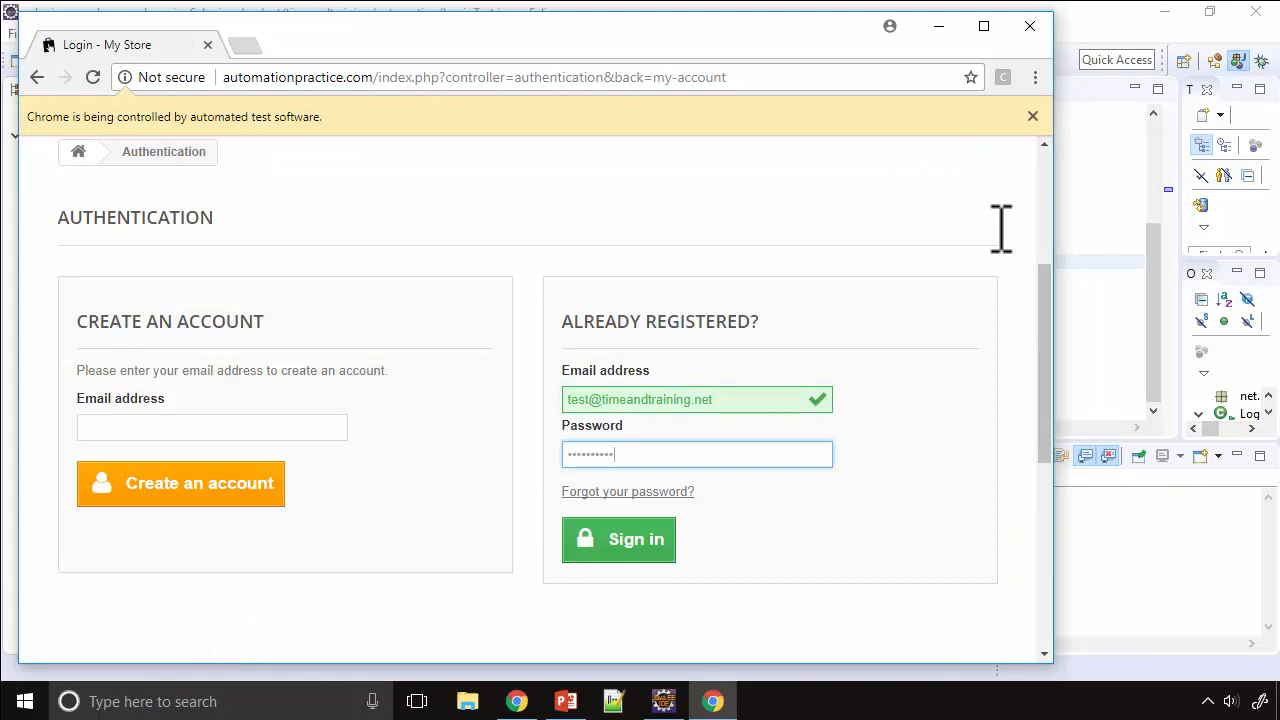 Login - My Store
Not secure
automationpractice.com/index.php?controller=authentication&back=my-account
C
Chrome is being controlled by automated test software.
Quick Access
Authentication
AUTHENTICATION
CREATE AN ACCOUNT
Please enter your email address to create an account.
Email address
Create an account
ALREADY REGISTERED?
Email address
test@timeandtraining.net
Password
••••••••••
Forgot your password?
Sign in
T
O
net.
Log
Type here to search